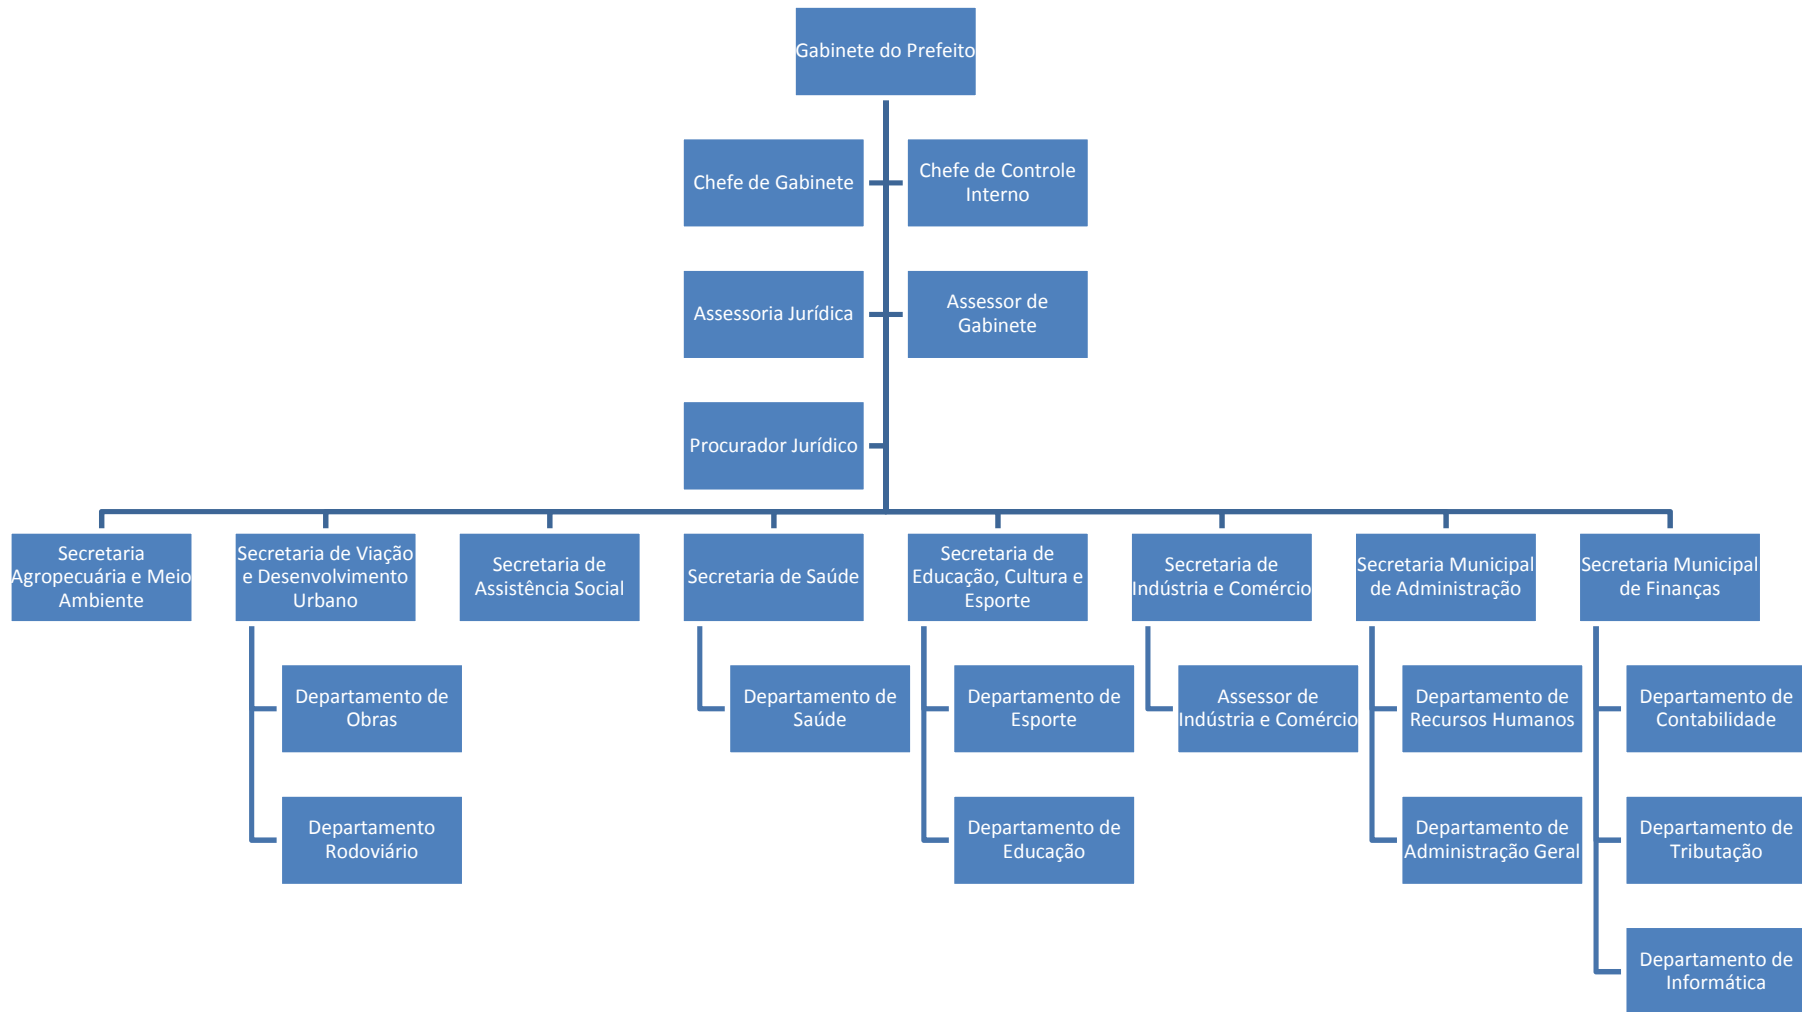 Gabinete do Prefeito
Chefe de Gabinete
Chefe de Controle
Interno
Assessoria Jurídica
Assessor de
Gabinete
Procurador Jurídico
Secretaria
Agropecuária e Meio
Ambiente
Secretaria de Viação
e Desenvolvimento
Urbano
Secretaria de
Assistência Social
Secretaria de Saúde
Secretaria de
Educação, Cultura e
Esporte
Secretaria de
Indústria e Comércio
Secretaria Municipal
de Administração
Secretaria Municipal
de Finanças
Departamento de
Obras
Departamento de
Saúde
Departamento de
Esporte
Assessor de
Indústria e Comércio
Departamento de
Recursos Humanos
Departamento de
Contabilidade
Departamento
Rodoviário
Departamento de
Educação
Departamento de
Administração Geral
Departamento de
Tributação
Departamento de
Informática